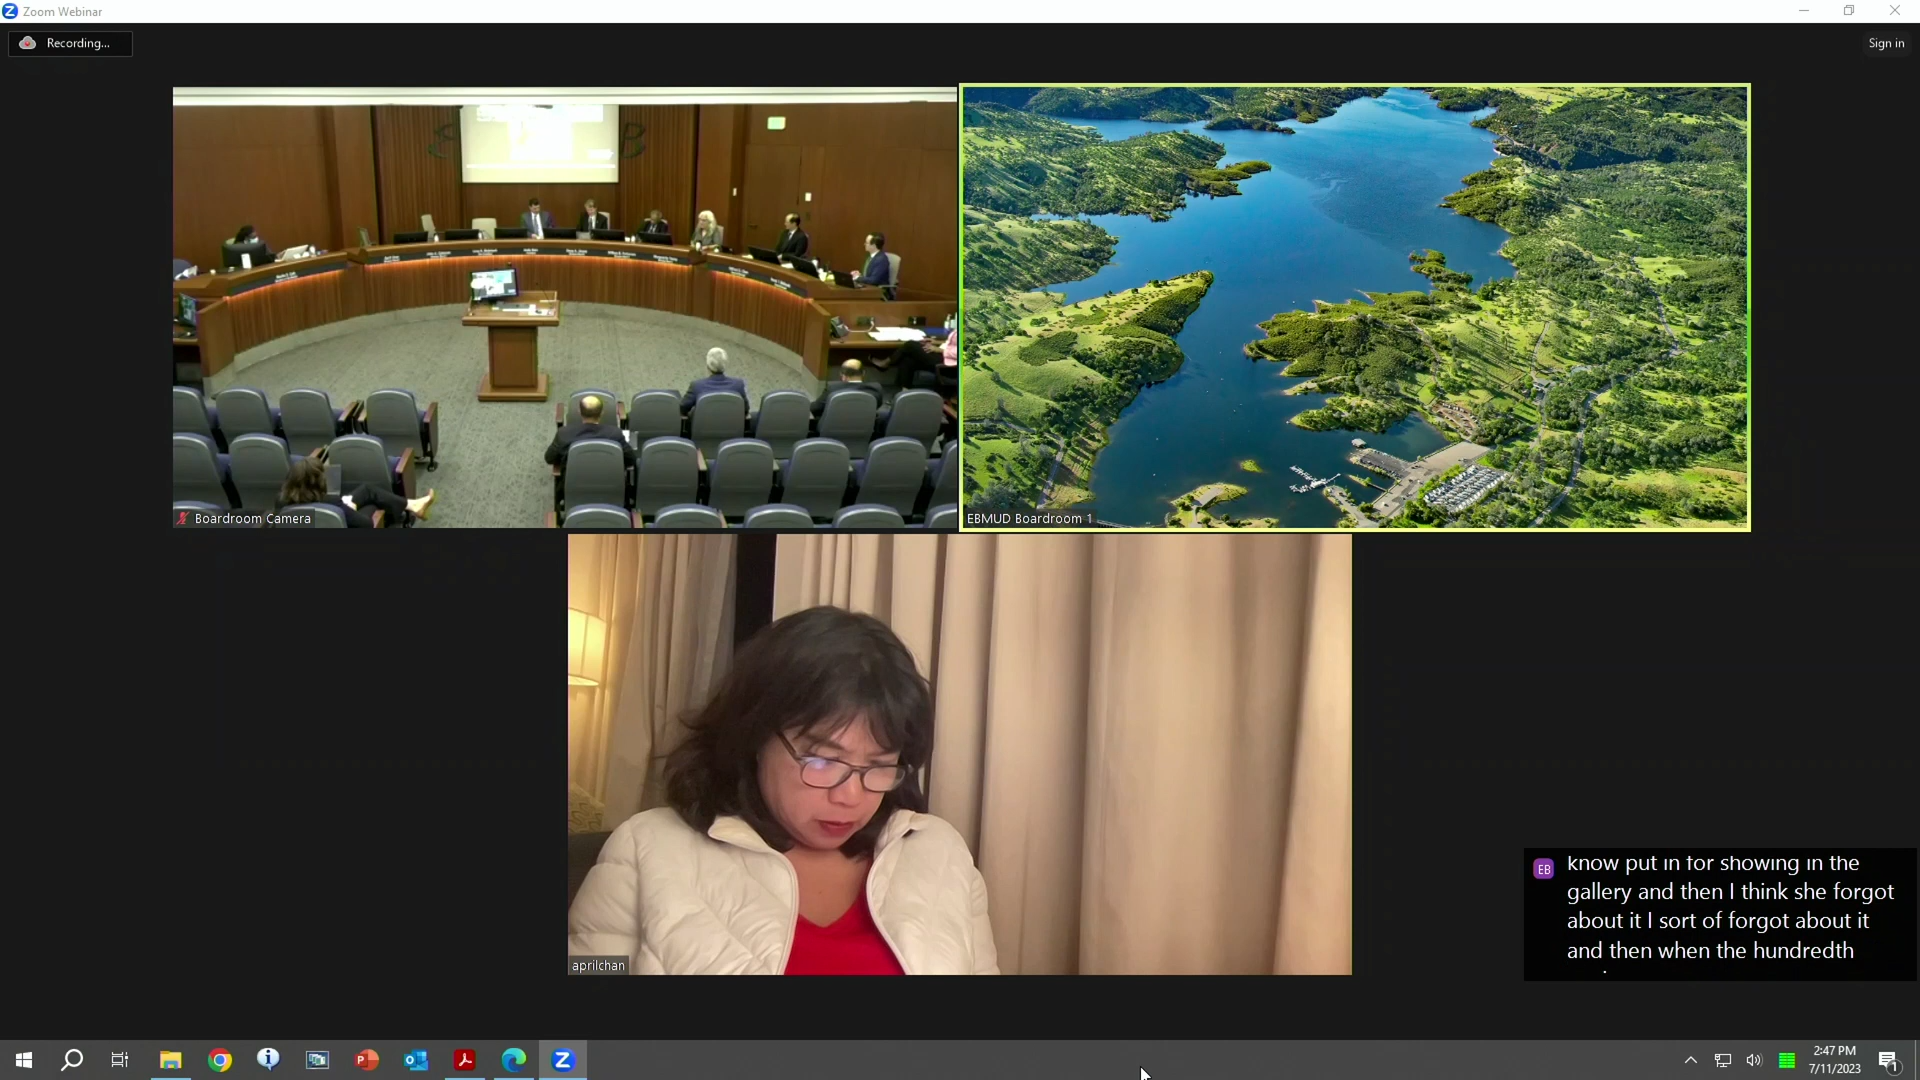 Zoom Webinar
Recording...
Sign in
Boardroom Camera
EBMUD Boardroom 1
aprilchan
EB
know put in for showing in the
gallery and then I think she forgot
about it I sort of forgot about it
and then when the hundredth
2:47 PM
7/11/2023
1